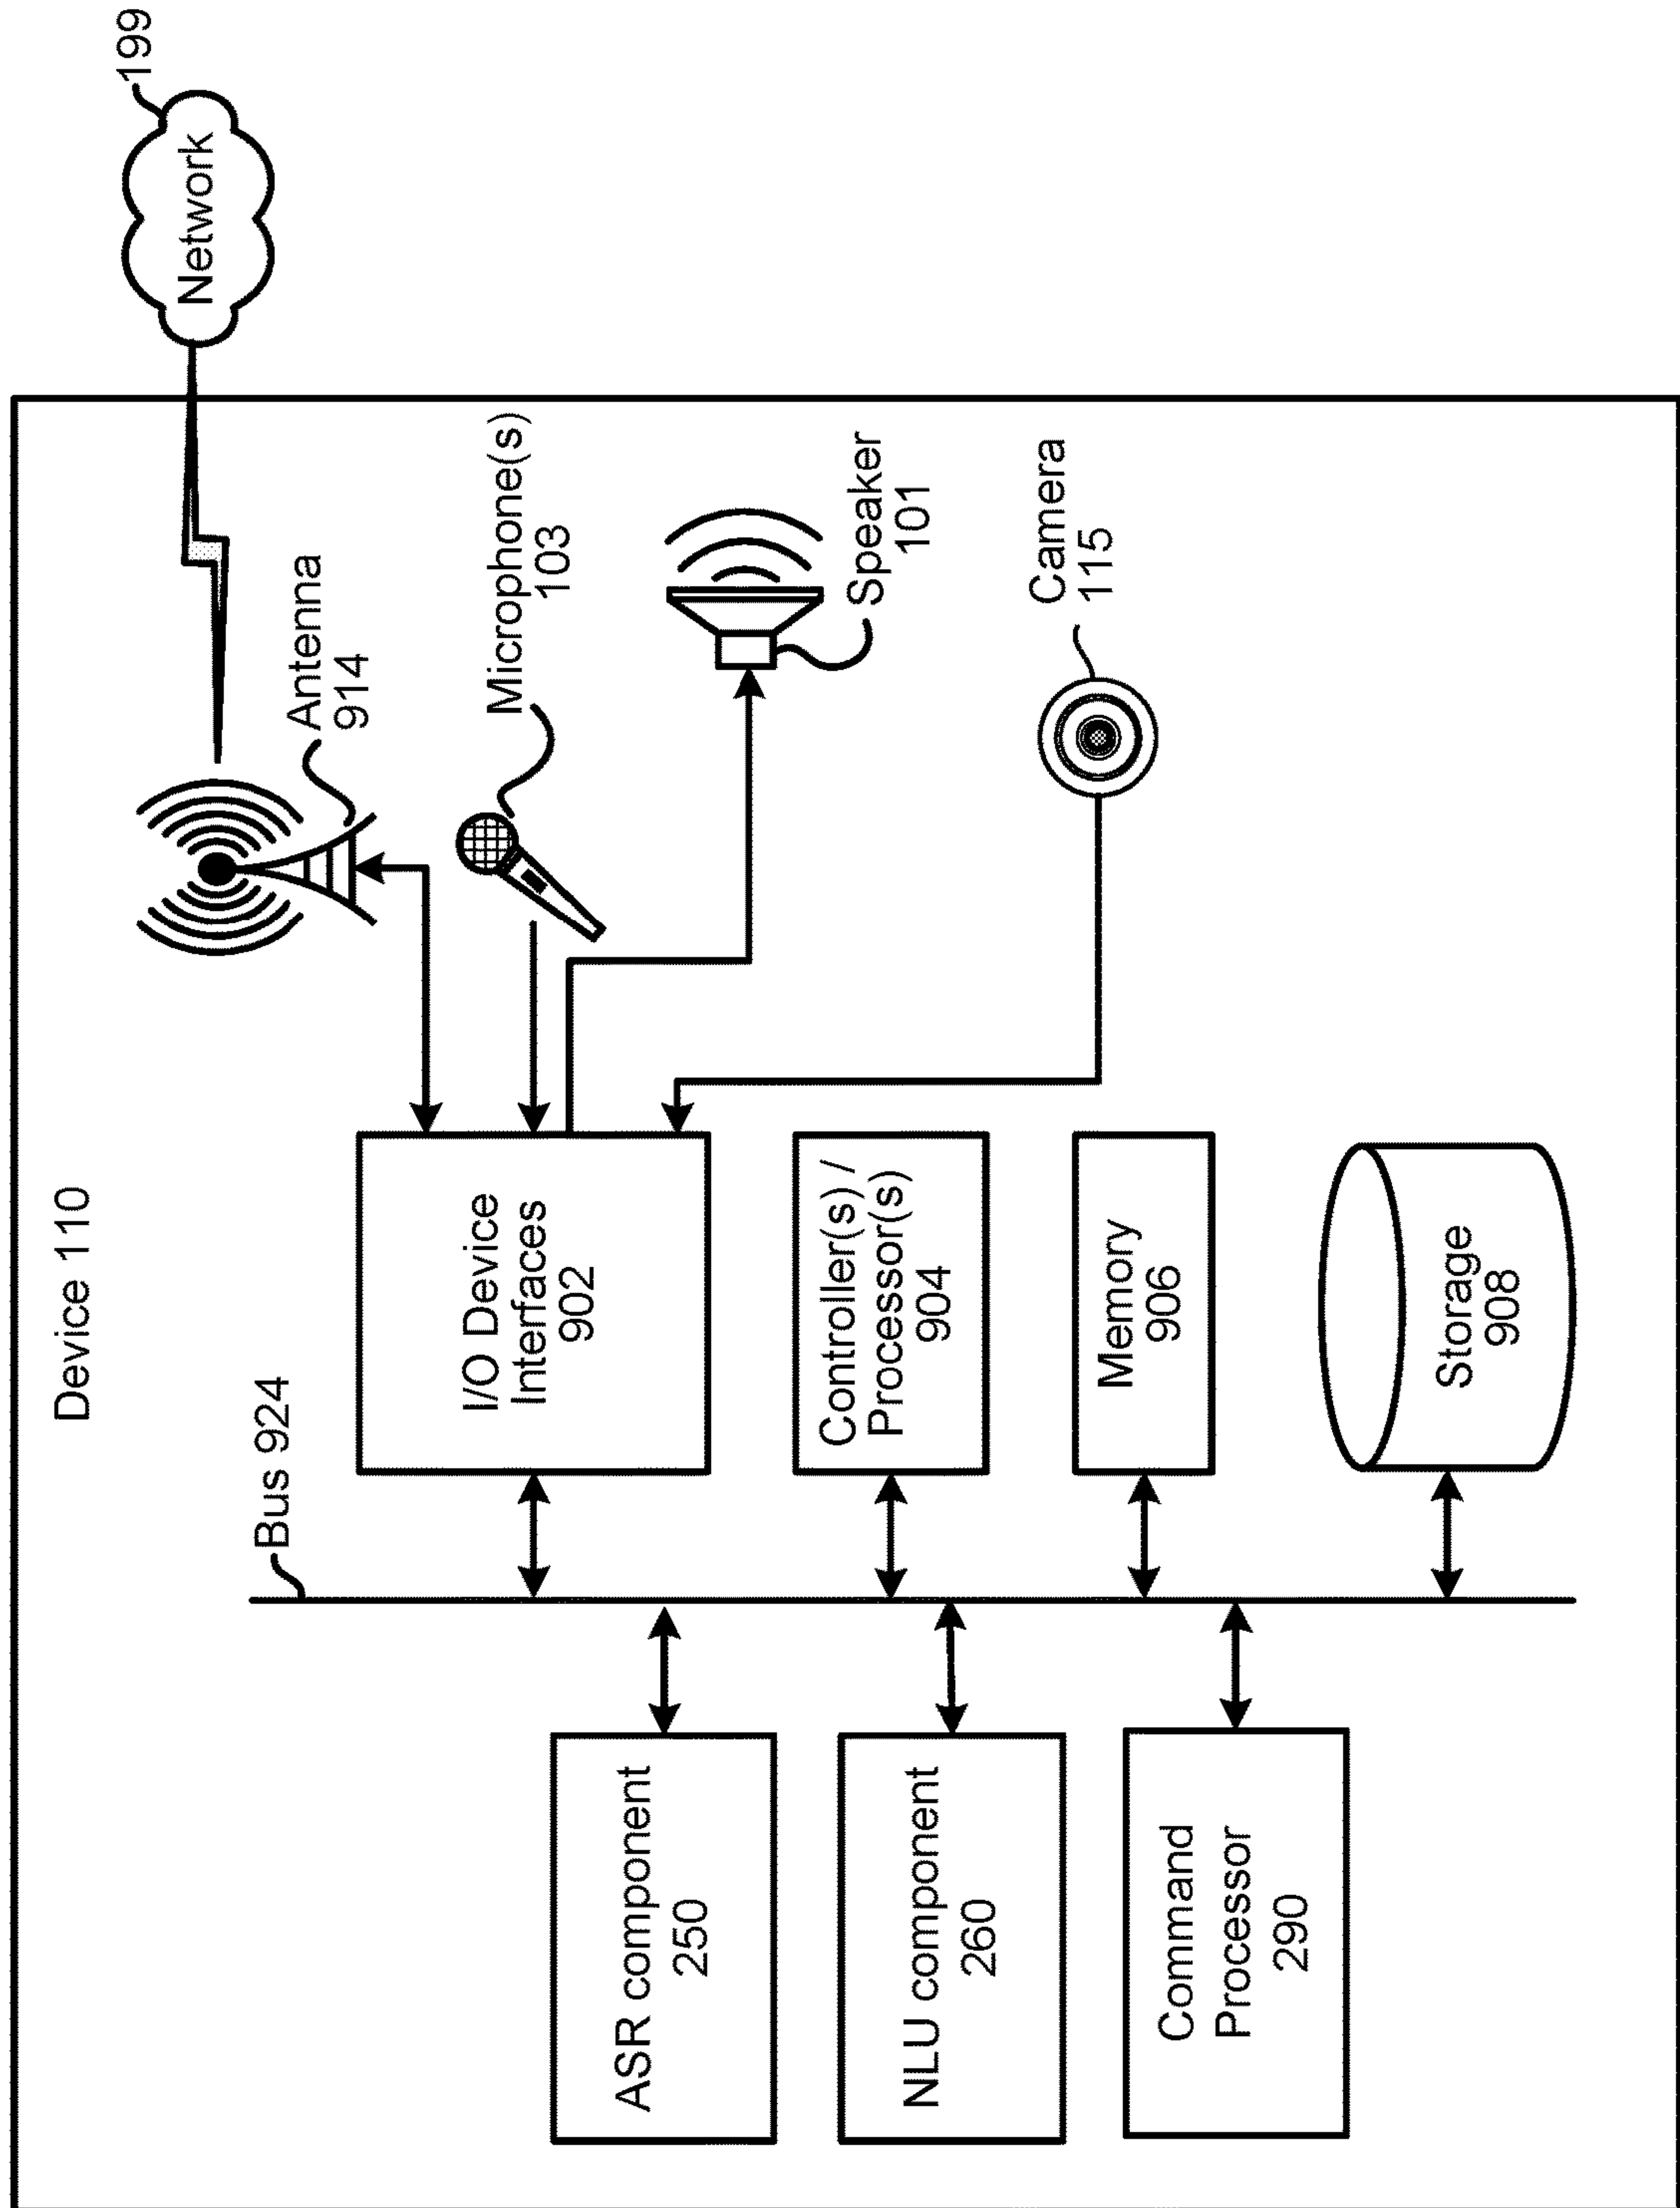 Device 110
Bus 924
ASR component
250
NLU component
260
Command
Processor
290
I/O Device
Interfaces
902
Controller(s) /
Processor(s)
904
Memory
906
Storage
908
Antenna
914
Microphone(s)
103
Speaker
101
Camera
115
Network
199